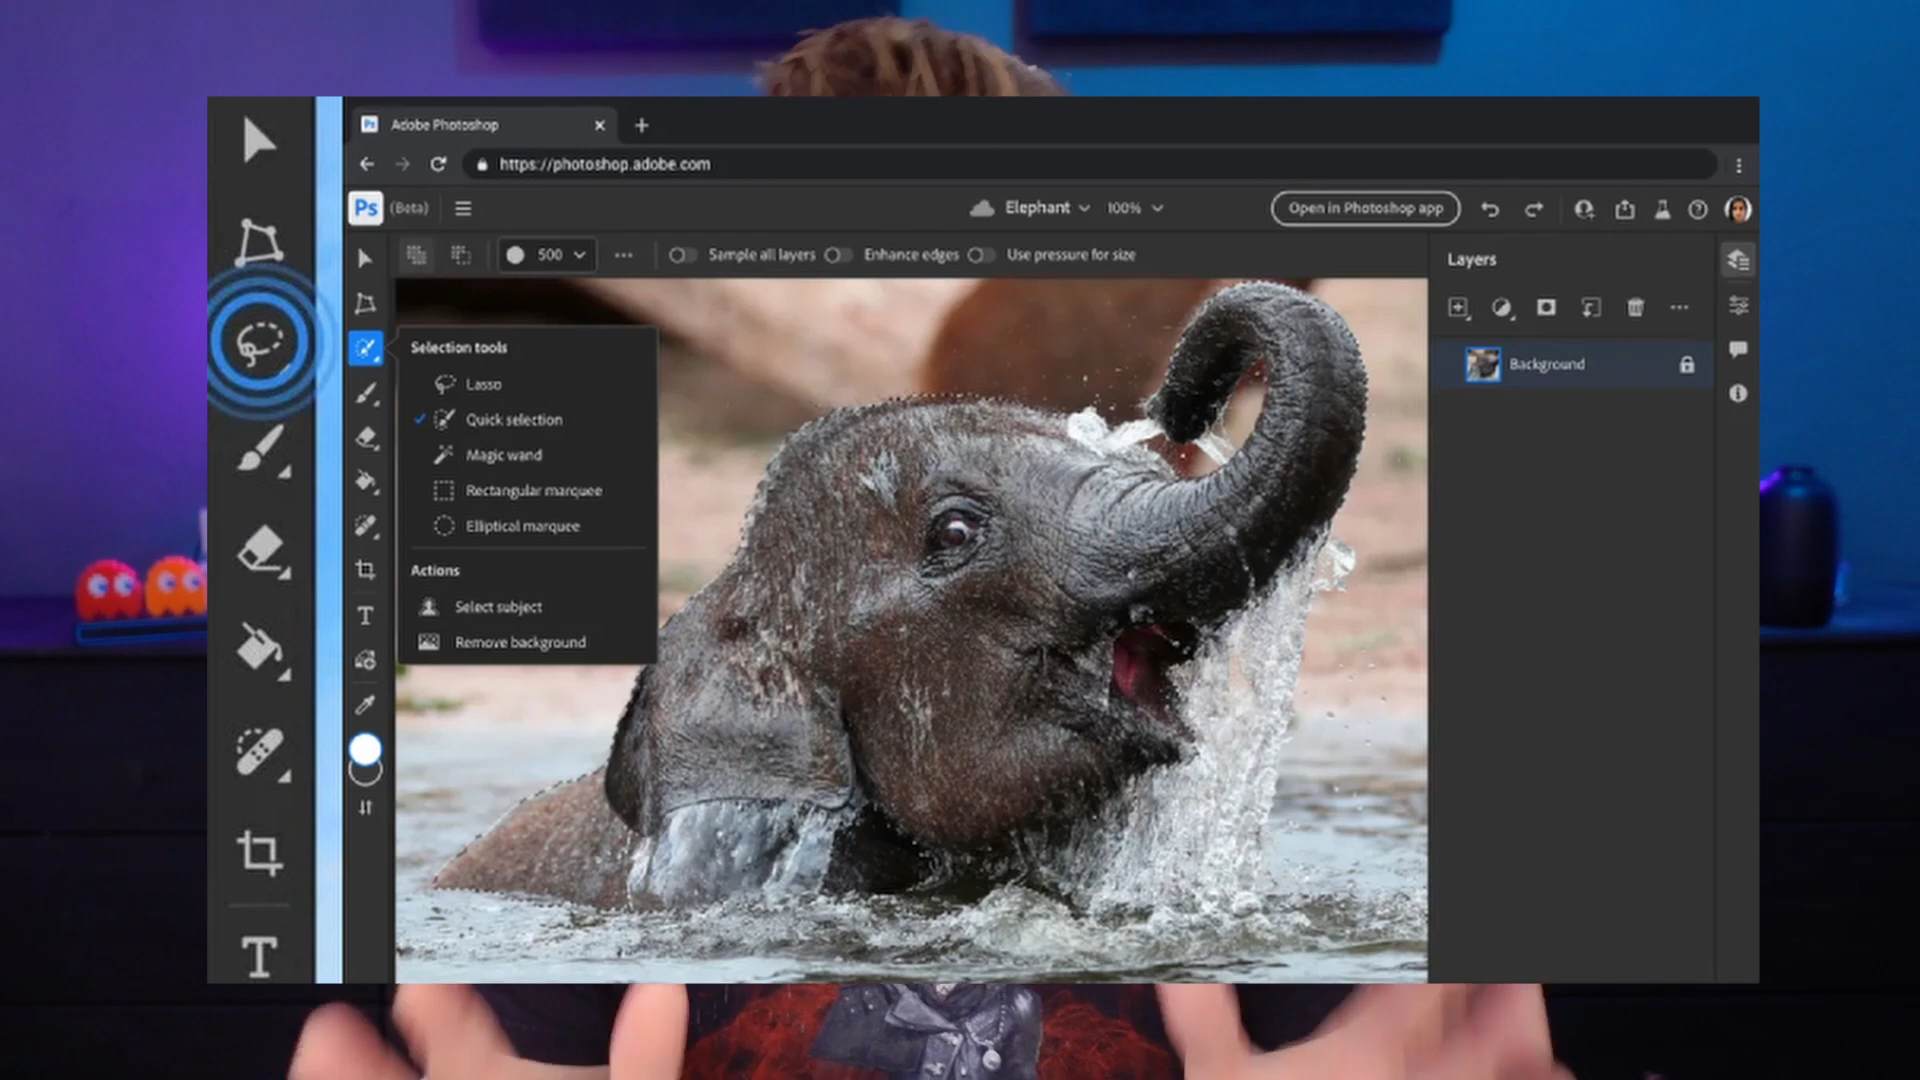 Ps Adobe Photoshop
https://photoshop.adobe.com
Ps (Beta) Elephant 100% Open in Photoshop app
500 Sample all layers Enhance edges Use pressure for size
Layers
Background
Selection tools
Lasso
Quick selection
Magic wand
Rectangular marquee
Elliptical marquee
Actions
Select subject
Remove background